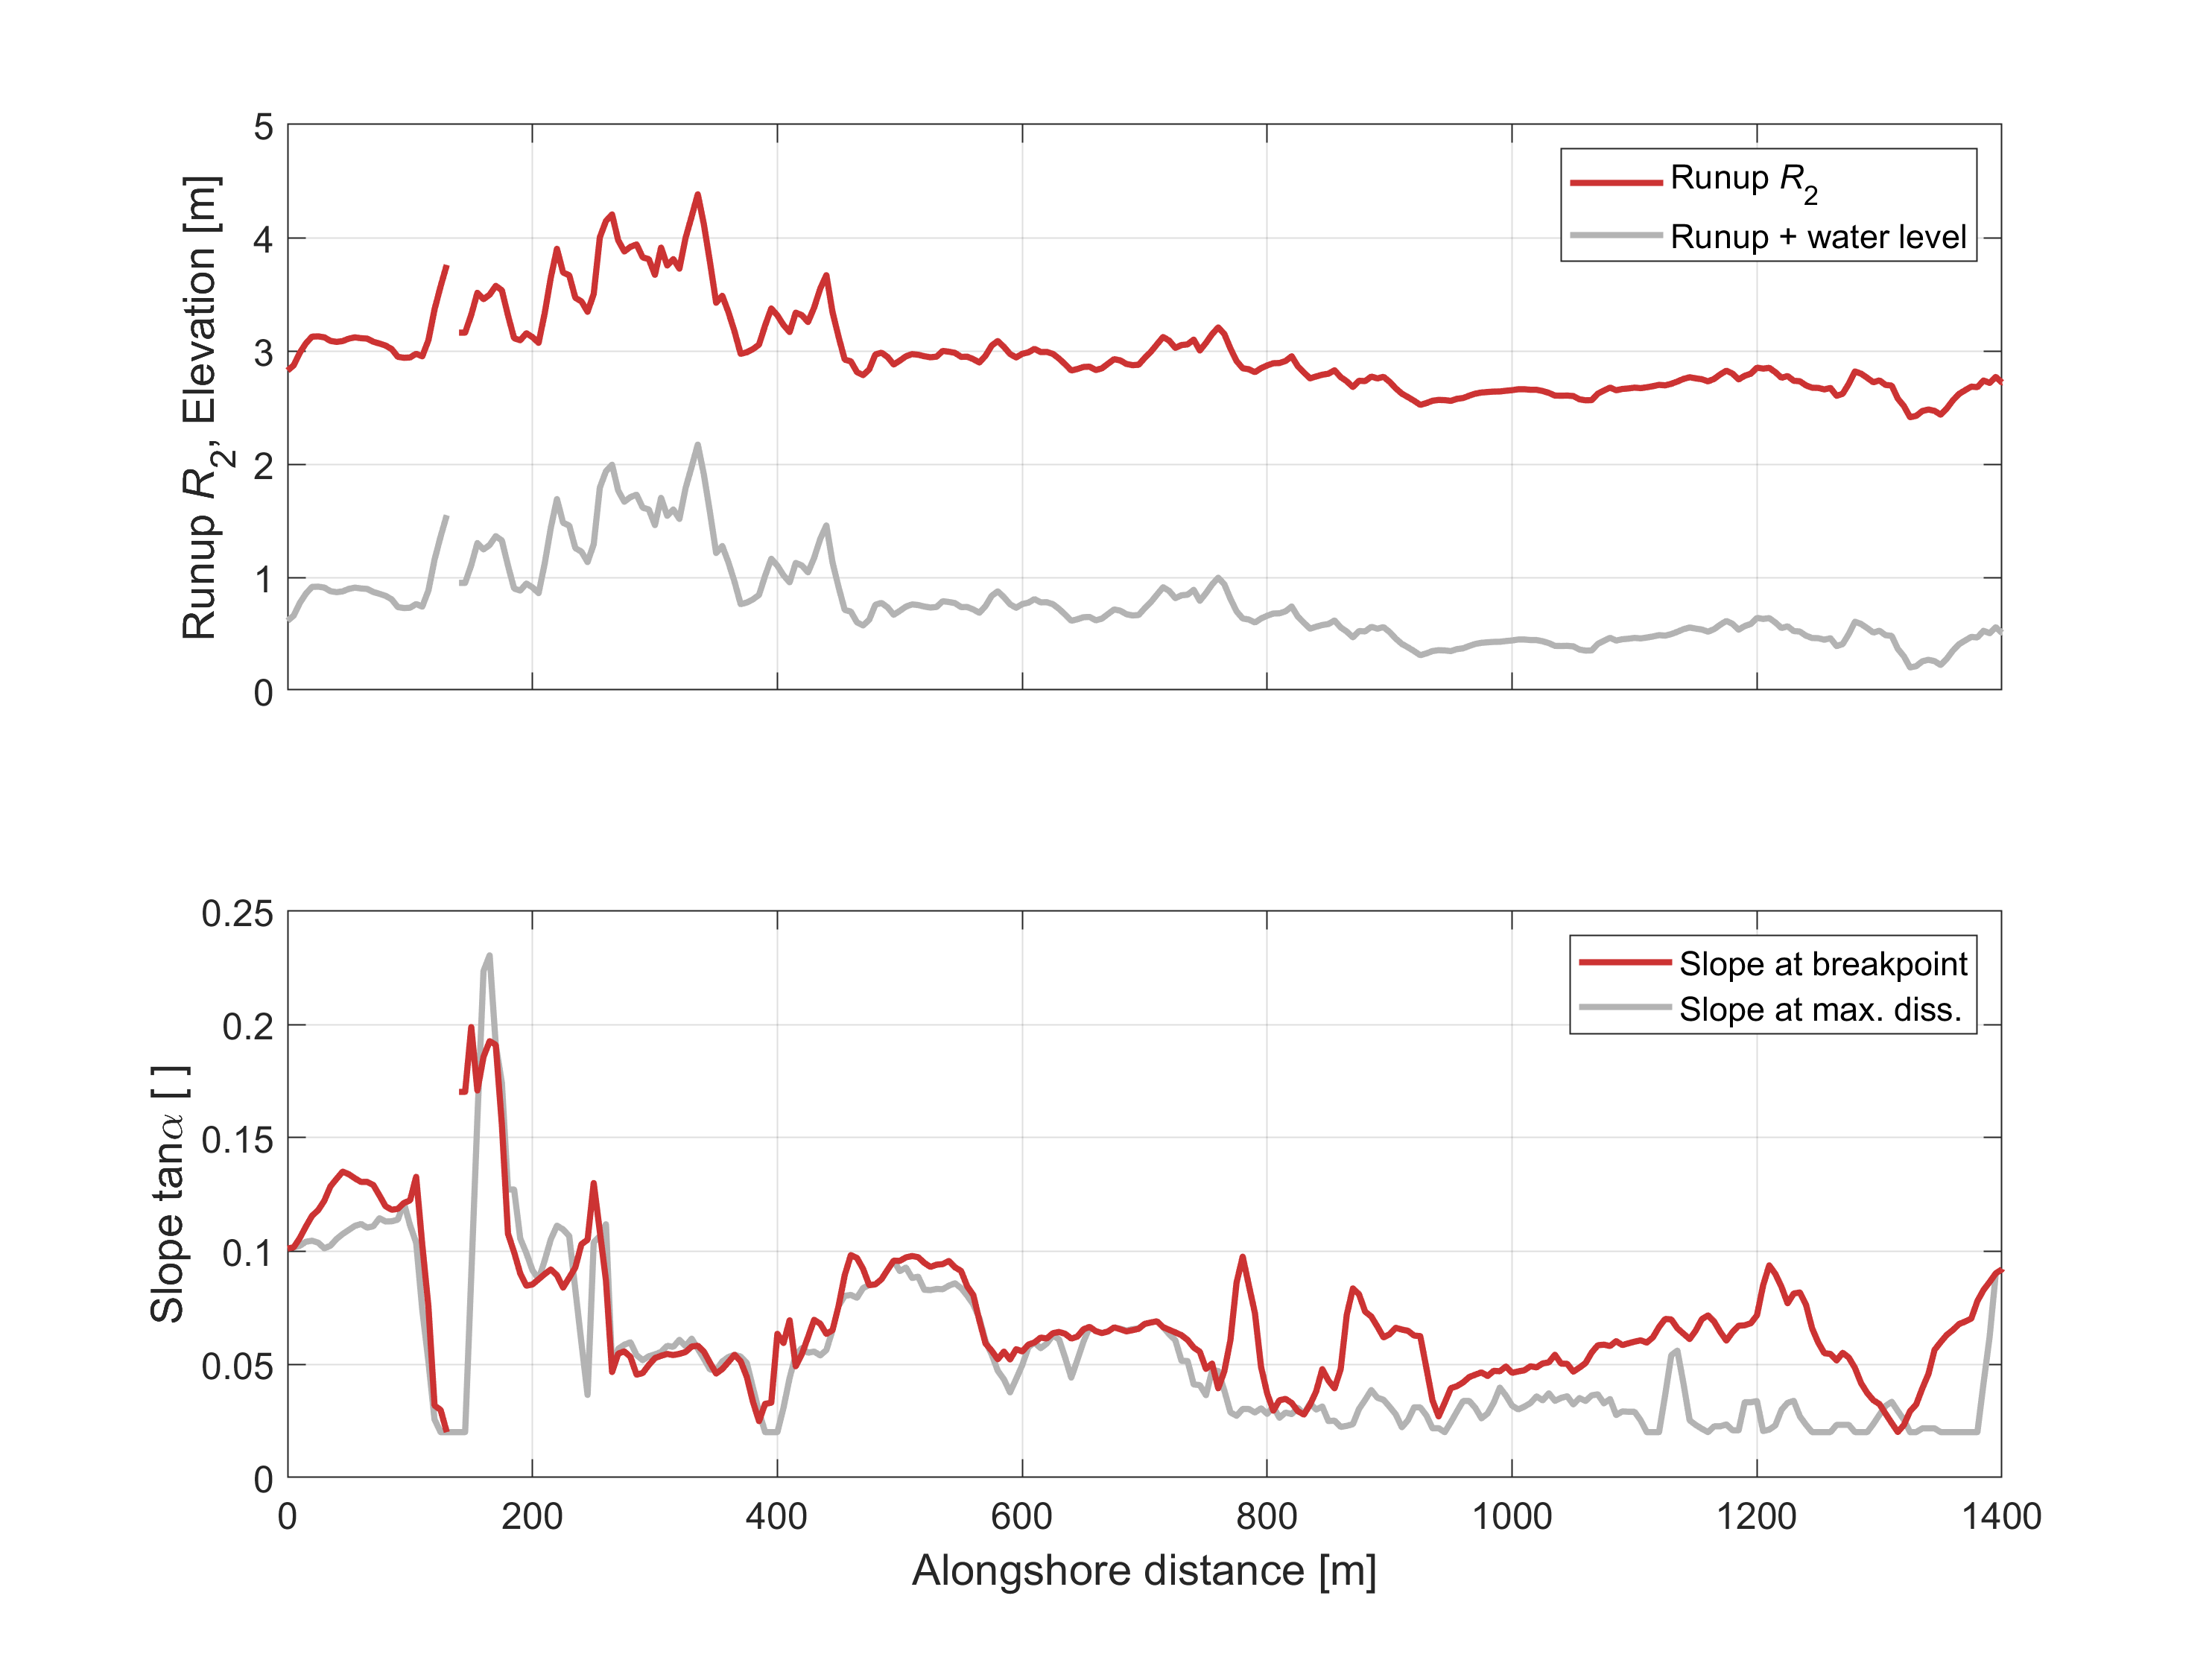 5
4
3
2
1
0
Runup R2, Elevation [m]
Runup R2
Runup + water level
0.25
0.2
0.15
0.1
0.05
0
Slope tanα [ ]
Slope at breakpoint
Slope at max. diss.
0 200 400 600 800 1000 1200 1400
Alongshore distance [m]